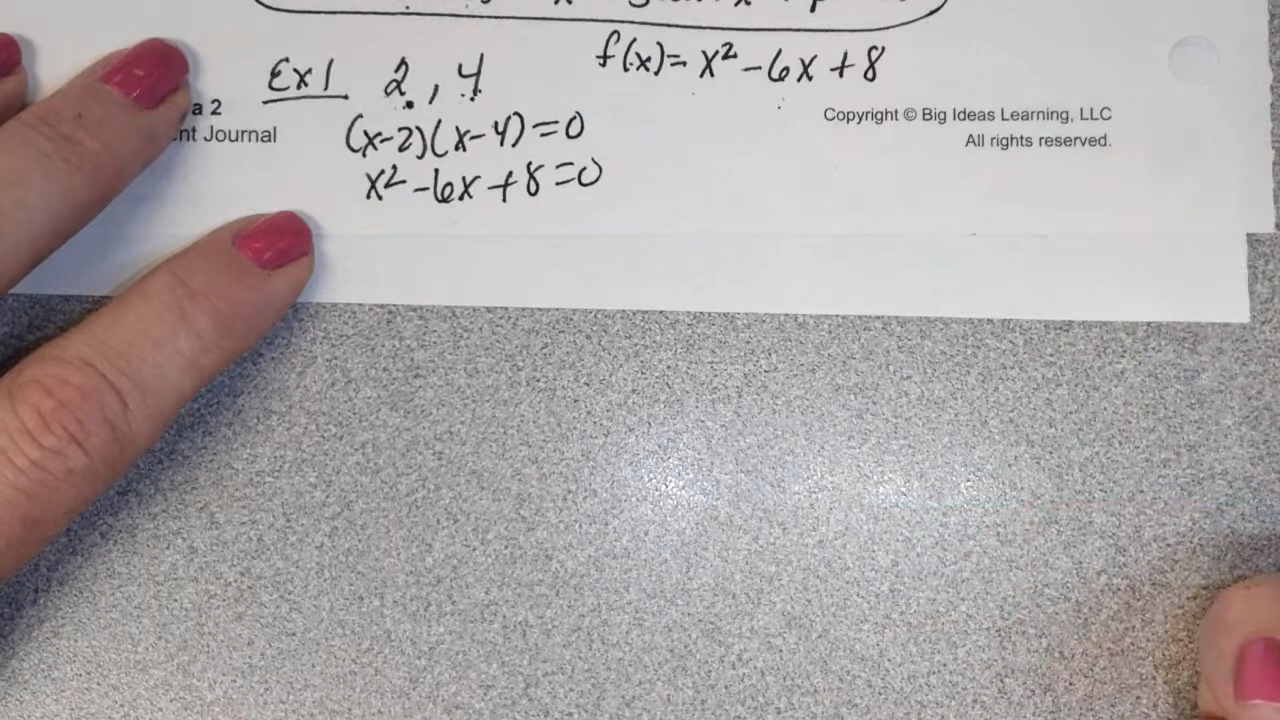 Ex1 2, 4
f(x)= x² - 6x + 8
a 2
nt Journal
Copyright © Big Ideas Learning, LLC
All rights reserved.
(x-2)(x-4)=0
x² - 6x + 8 = 0